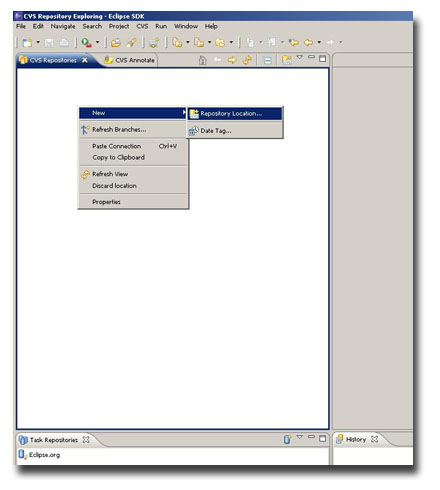 CVS Repository Exploring - Eclipse SDK
File Edit Navigate Search Project CVS Run Window Help
CVS Repositories CVS Annotate
New
Repository Location...
Refresh Branches...
Date Tag...
Paste Connection Ctrl+V
Copy to Clipboard
Refresh View
Discard location
Properties
Task Repositories
History
Eclipse.org